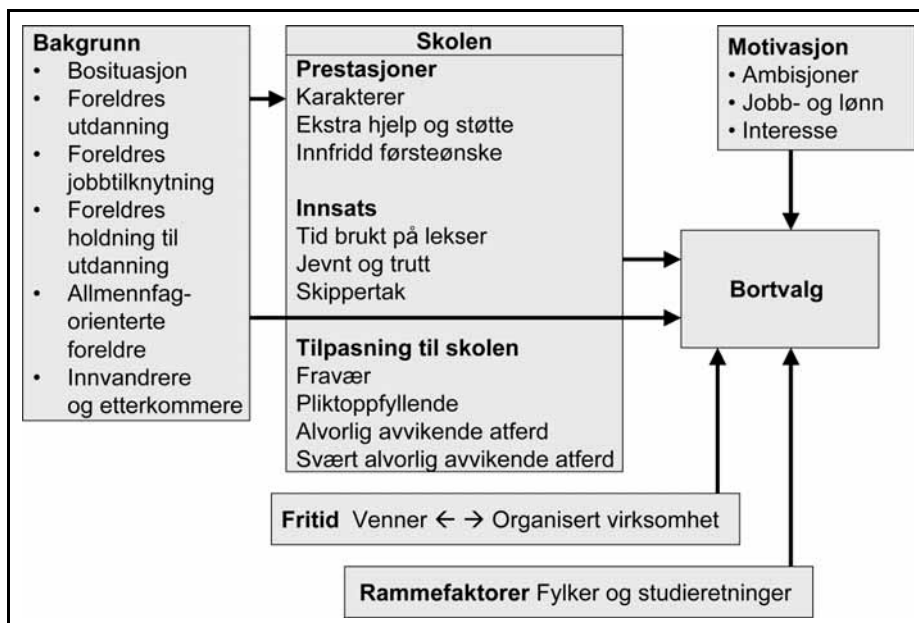 Bakgrunn
• Bosituasjon
• Foreldres
utdanning
• Foreldres
jobbtilknytning
• Foreldres
holdning til
utdanning
• Allmennfag-
orienterte
foreldre
• Innvandrere
og etterkommere
Skolen
Prestasjoner
Karakterer
Ekstra hjelp og støtte
Innfridd førsteønske
Innsats
Tid brukt på lekser
Jevnt og trutt
Skippertak
Tilpasning til skolen
Fravær
Pliktoppfyllende
Alvorlig avvikende atferd
Svært alvorlig avvikende atferd
Motivasjon
• Ambisjoner
• Jobb- og lønn
• Interesse
Bortvalg
Fritid Venner ← → Organisert virksomhet
Rammefaktorer Fylker og studieretninger